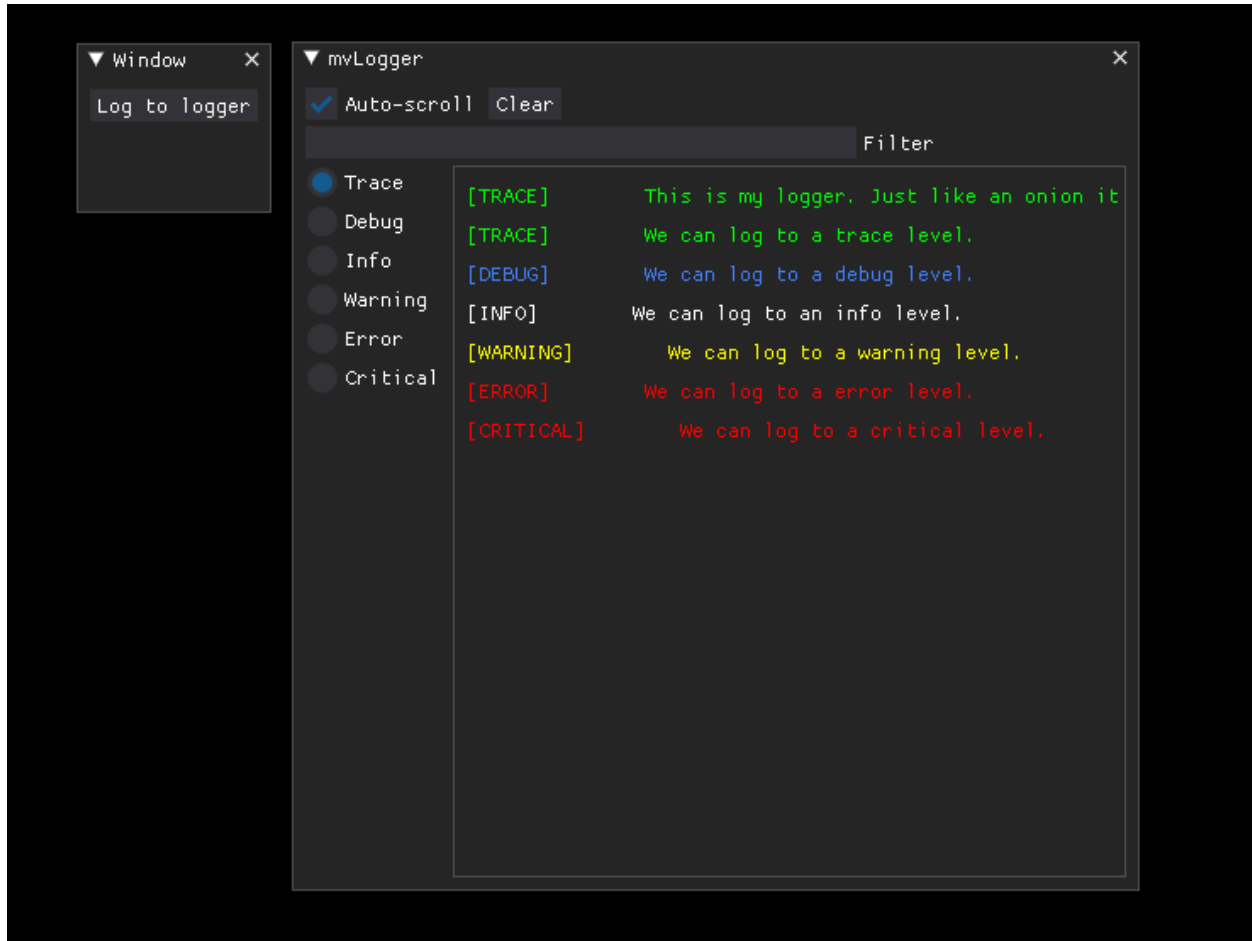 Window
Log to logger
mvLogger
Auto-scroll Clear
Filter
Trace
Debug
Info
Warning
Error
Critical
[TRACE] This is my logger. Just like an onion it
[TRACE] We can log to a trace level.
[DEBUG] We can log to a debug level.
[INFO] We can log to an info level.
[WARNING] We can log to a warning level.
[ERROR] We can log to a error level.
[CRITICAL] We can log to a critical level.